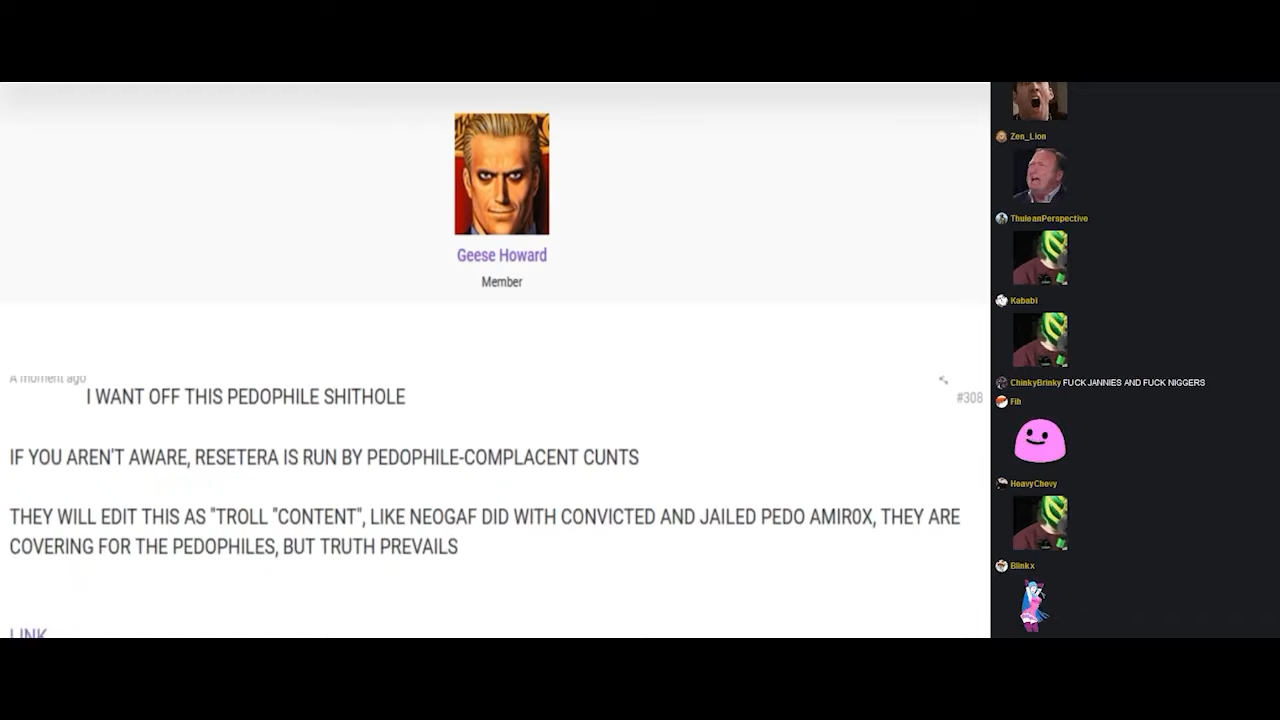 Geese Howard
Member
A moment ago
I WANT OFF THIS PEDOPHILE SHITHOLE
#308
IF YOU AREN'T AWARE, RESETERA IS RUN BY PEDOPHILE-COMPLACENT CUNTS
THEY WILL EDIT THIS AS "TROLL "CONTENT", LIKE NEOGAF DID WITH CONVICTED AND JAILED PEDO AMIR0X, THEY ARE
COVERING FOR THE PEDOPHILES, BUT TRUTH PREVAILS
LINK
Zen_Lion
ThuleanPerspective
Kababi
ChinkyBrinky FUCK JANNIES AND FUCK NIGGERS
Fih
HeavyChevy
Blinkx